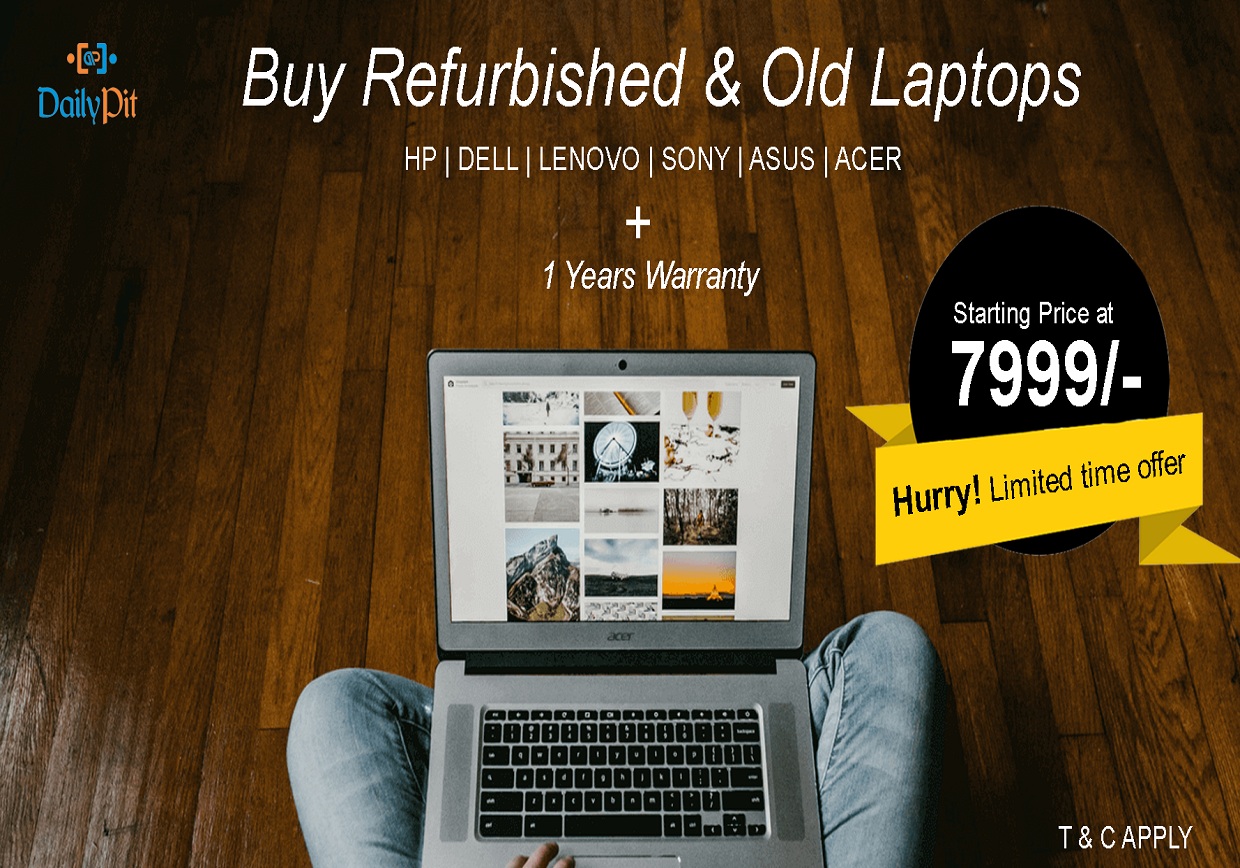 DailyPit
Buy Refurbished & Old Laptops
HP | DELL | LENOVO | SONY | ASUS | ACER
+
1 Years Warranty
Starting Price at
7999/-
Hurry! Limited time offer
acer
T & C APPLY